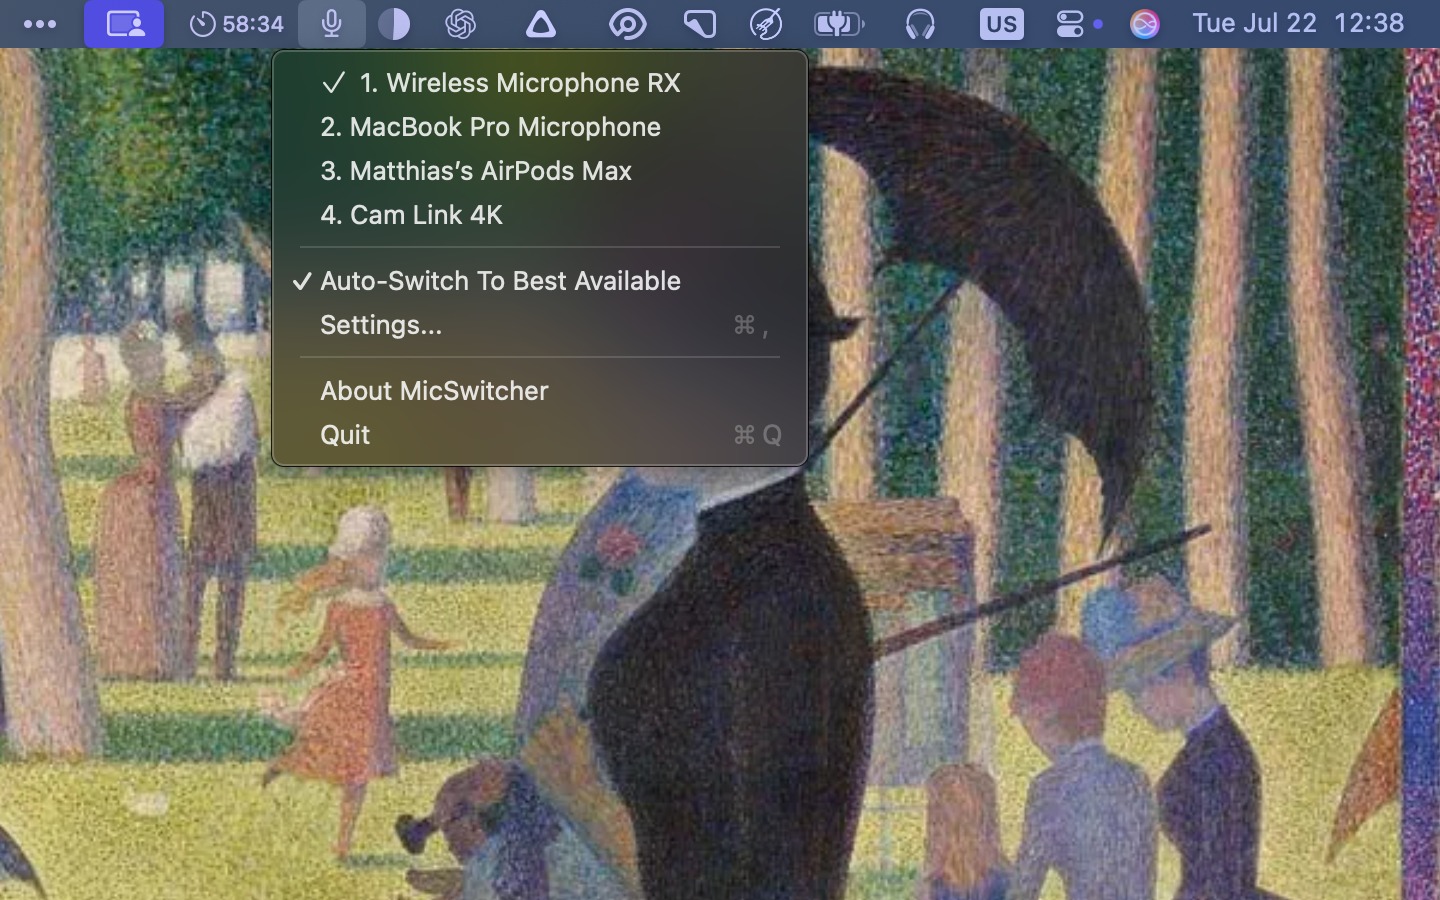 58:34 US Tue Jul 22 12:38
✓ 1. Wireless Microphone RX
2. MacBook Pro Microphone
3. Matthias’s AirPods Max
4. Cam Link 4K
✓ Auto-Switch To Best Available
Settings... ⌘ ,
About MicSwitcher
Quit ⌘ Q